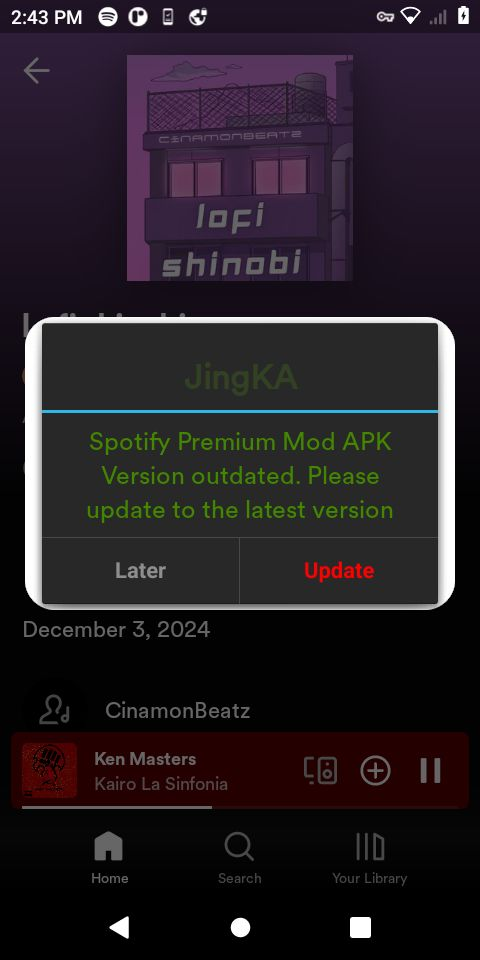 2:43 PM
CINAMONBEATZ
lofi
shinobi
JingKA
Spotify Premium Mod APK
Version outdated. Please
update to the latest version
Later
Update
December 3, 2024
CinamonBeatz
Ken Masters
Kairo La Sinfonia
Home
Search
Your Library